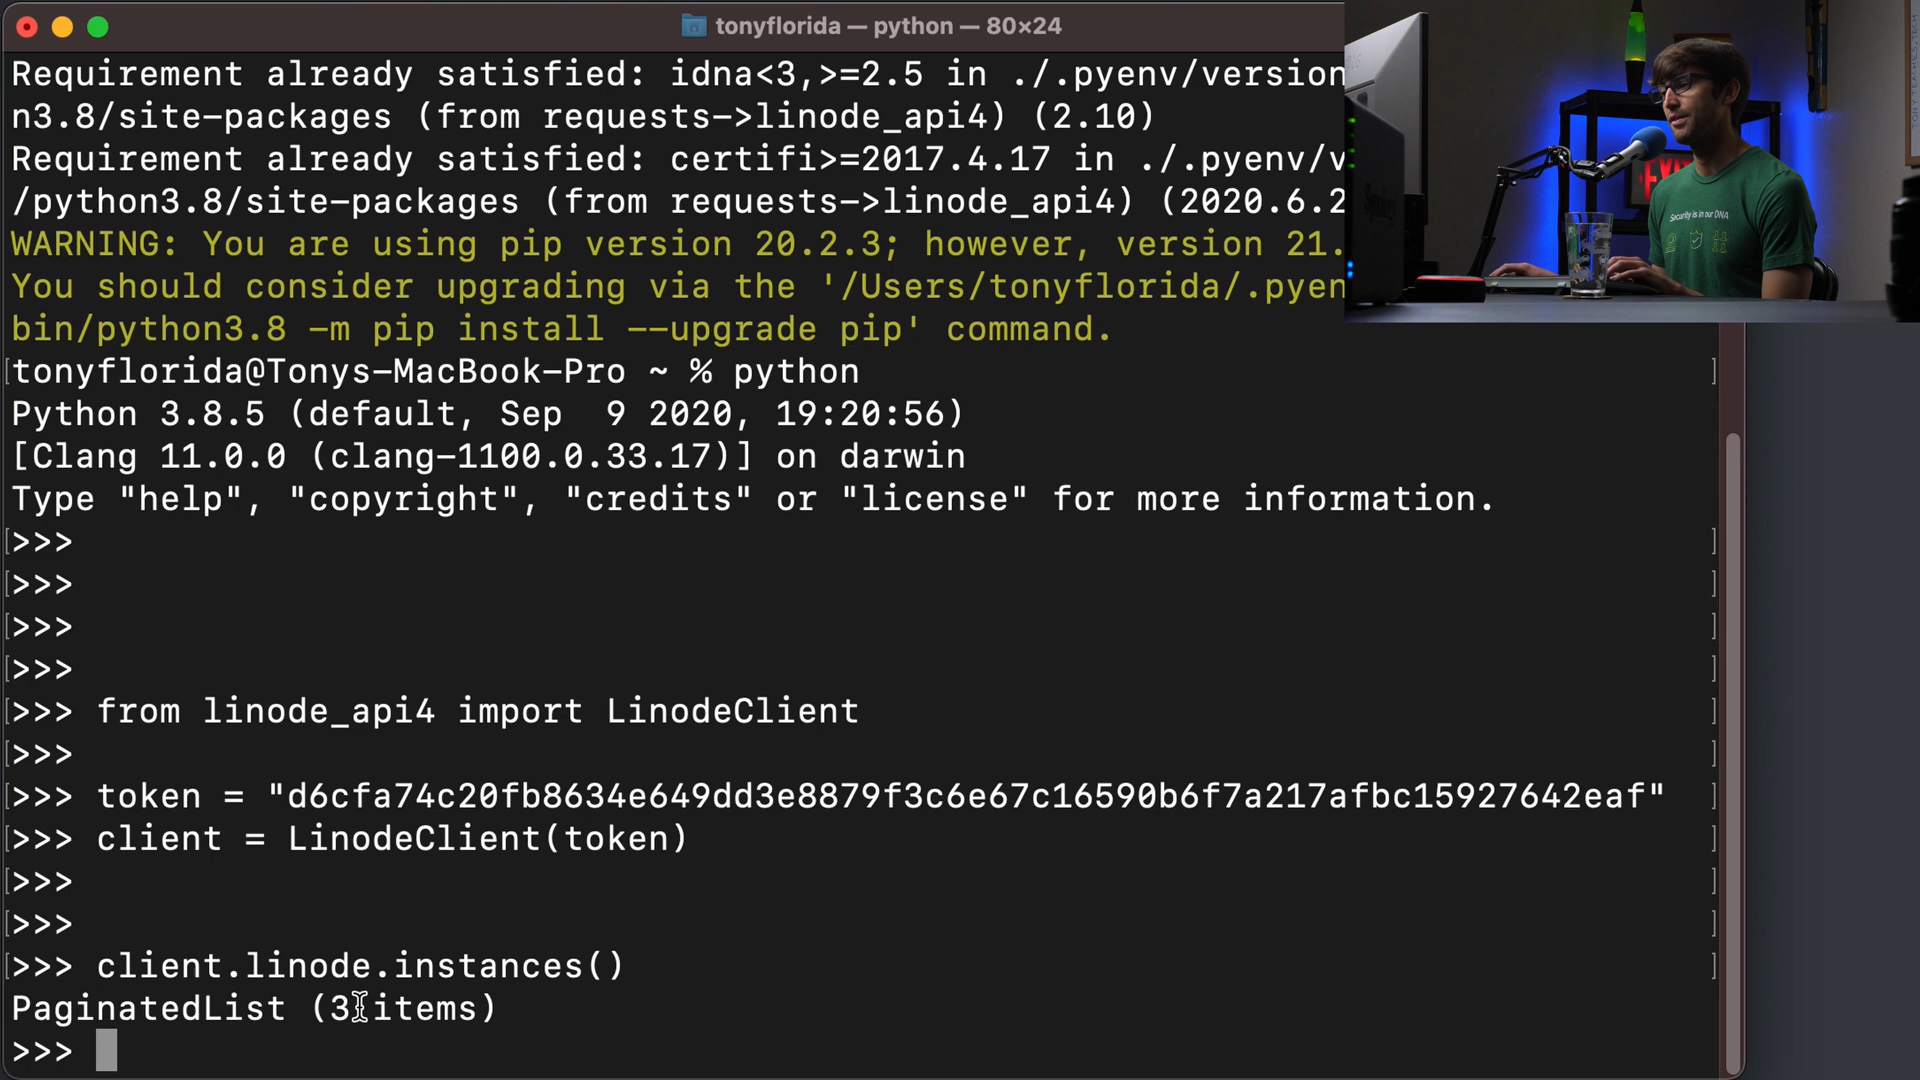 tonyflorida — python — 80×24
Requirement already satisfied: idna<3,>=2.5 in ./.pyenv/version
n3.8/site-packages (from requests->linode_api4) (2.10)
Requirement already satisfied: certifi>=2017.4.17 in ./.pyenv/v
/python3.8/site-packages (from requests->linode_api4) (2020.6.2
WARNING: You are using pip version 20.2.3; however, version 21.
You should consider upgrading via the '/Users/tonyflorida/.pyen
bin/python3.8 -m pip install --upgrade pip' command.
tonyflorida@Tonys-MacBook-Pro ~ % python
Python 3.8.5 (default, Sep  9 2020, 19:20:56)
[Clang 11.0.0 (clang-1100.0.33.17)] on darwin
Type "help", "copyright", "credits" or "license" for more information.
>>>
>>>
>>>
>>>
>>> from linode_api4 import LinodeClient
>>>
>>> token = "d6cfa74c20fb8634e649dd3e8879f3c6e67c16590b6f7a217afbc15927642eaf"
>>> client = LinodeClient(token)
>>>
>>>
>>> client.linode.instances()
PaginatedList (3 items)
>>>
Security is in our DNA
EXIT